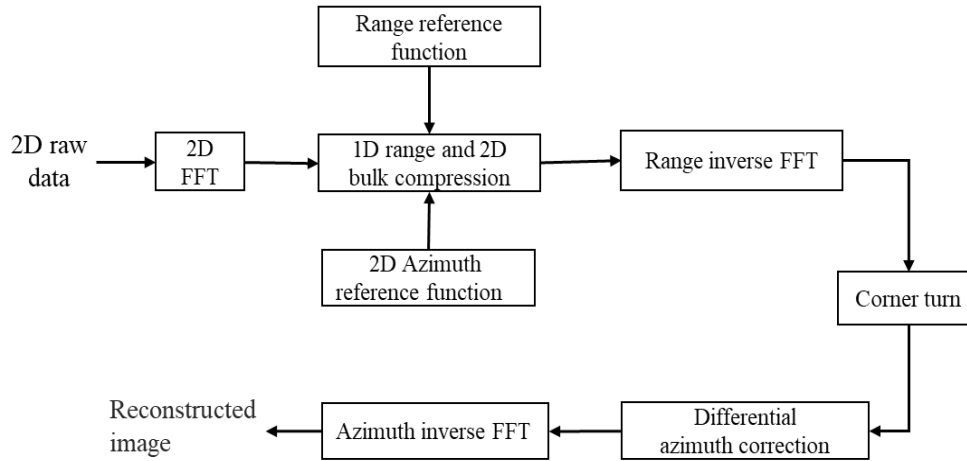 Range reference
function
2D raw
data
2D
FFT
1D range and 2D
bulk compression
Range inverse FFT
2D Azimuth
reference function
Corner turn
Reconstructed
image
Azimuth inverse FFT
Differential
azimuth correction